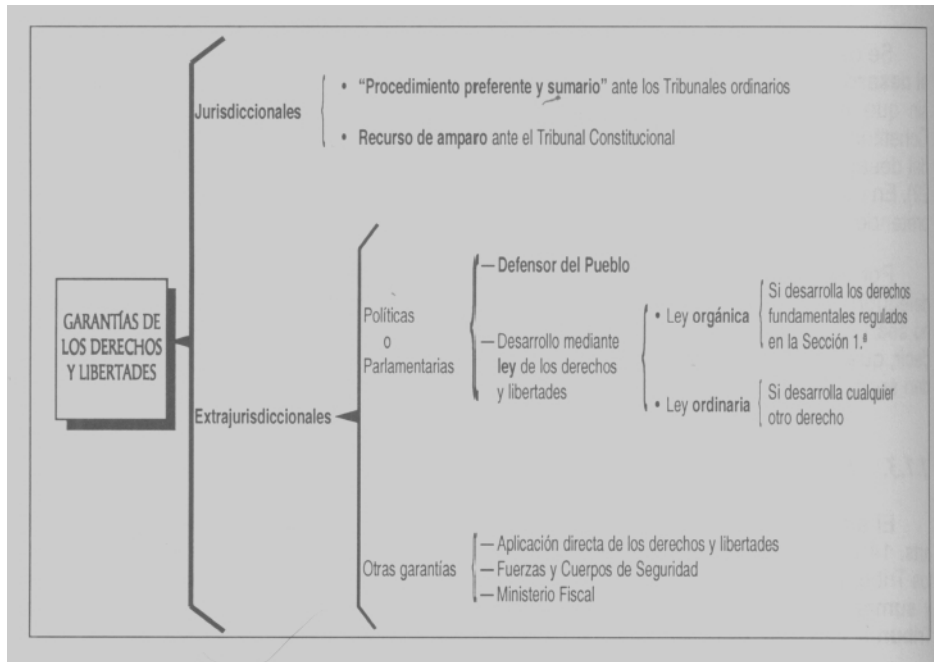 "Procedimiento preferente y sumario" ante los Tribunales ordinarios
Jurisdiccionales
Recurso de amparo ante el Tribunal Constitucional
GARANTÍAS DE
LOS DERECHOS
Y LIBERTADES
Extrajurisdiccionales
Políticas
o
Parlamentarias
— Defensor del Pueblo
— Desarrollo mediante
ley de los derechos
y libertades
• Ley orgánica
Si desarrolla los derechos
fundamentales regulados
en la Sección 1.ª
• Ley ordinaria
Si desarrolla cualquier
otro derecho
Otras garantías
— Aplicación directa de los derechos y libertades
— Fuerzas y Cuerpos de Seguridad
— Ministerio Fiscal